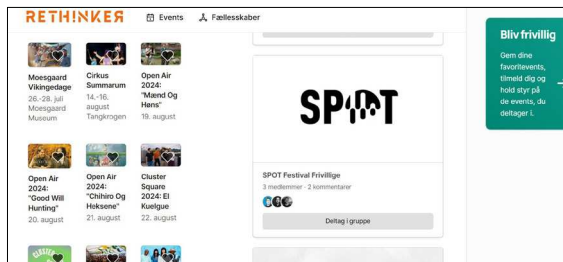 RETHINKER
Events
Fællesskaber
Moesgaard
Vikingedage
26.-28. juli
Moesgaard
Museum
Cirkus
Summarum
14.-16.
august
Tangkrogen
Open Air
2024:
"Mænd Og
Høns"
19. august
Open Air
2024:
"Good Will
Hunting"
20. august
Open Air
2024:
"Chihiro Og
Heksene"
21. august
Cluster
Square
2024: El
Kuelgue
22. august
SPOT
SPOT Festival Frivillige
3 medlemmer · 2 kommentarer
Deltag i gruppe
Bliv frivillig
Gem dine
favoritevents,
tilmeld dig og
hold styr på
de events, du
deltager i.